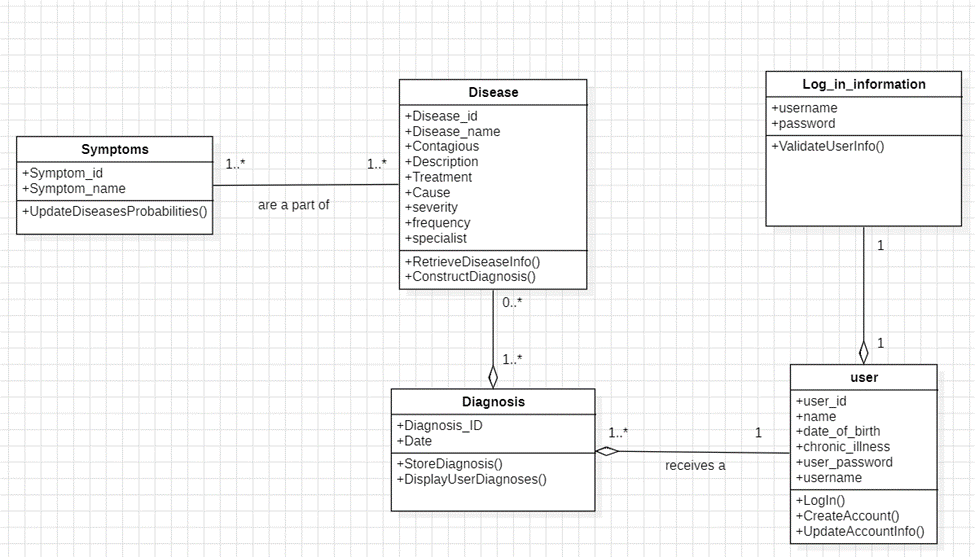 Symptoms
+Symptom_id
+Symptom_name
+UpdateDiseasesProbabilities()
1..*
1..*
are a part of
Disease
+Disease_id
+Disease_name
+Contagious
+Description
+Treatment
+Cause
+severity
+frequency
+specialist
+RetrieveDiseaseInfo()
+ConstructDiagnosis()
0..*
1..*
Diagnosis
+Diagnosis_ID
+Date
+StoreDiagnosis()
+DisplayUserDiagnoses()
1..*
1
receives a
Log_in_information
+username
+password
+ValidateUserInfo()
1
1
user
+user_id
+name
+date_of_birth
+chronic_illness
+user_password
+username
+LogIn()
+CreateAccount()
+UpdateAccountInfo()